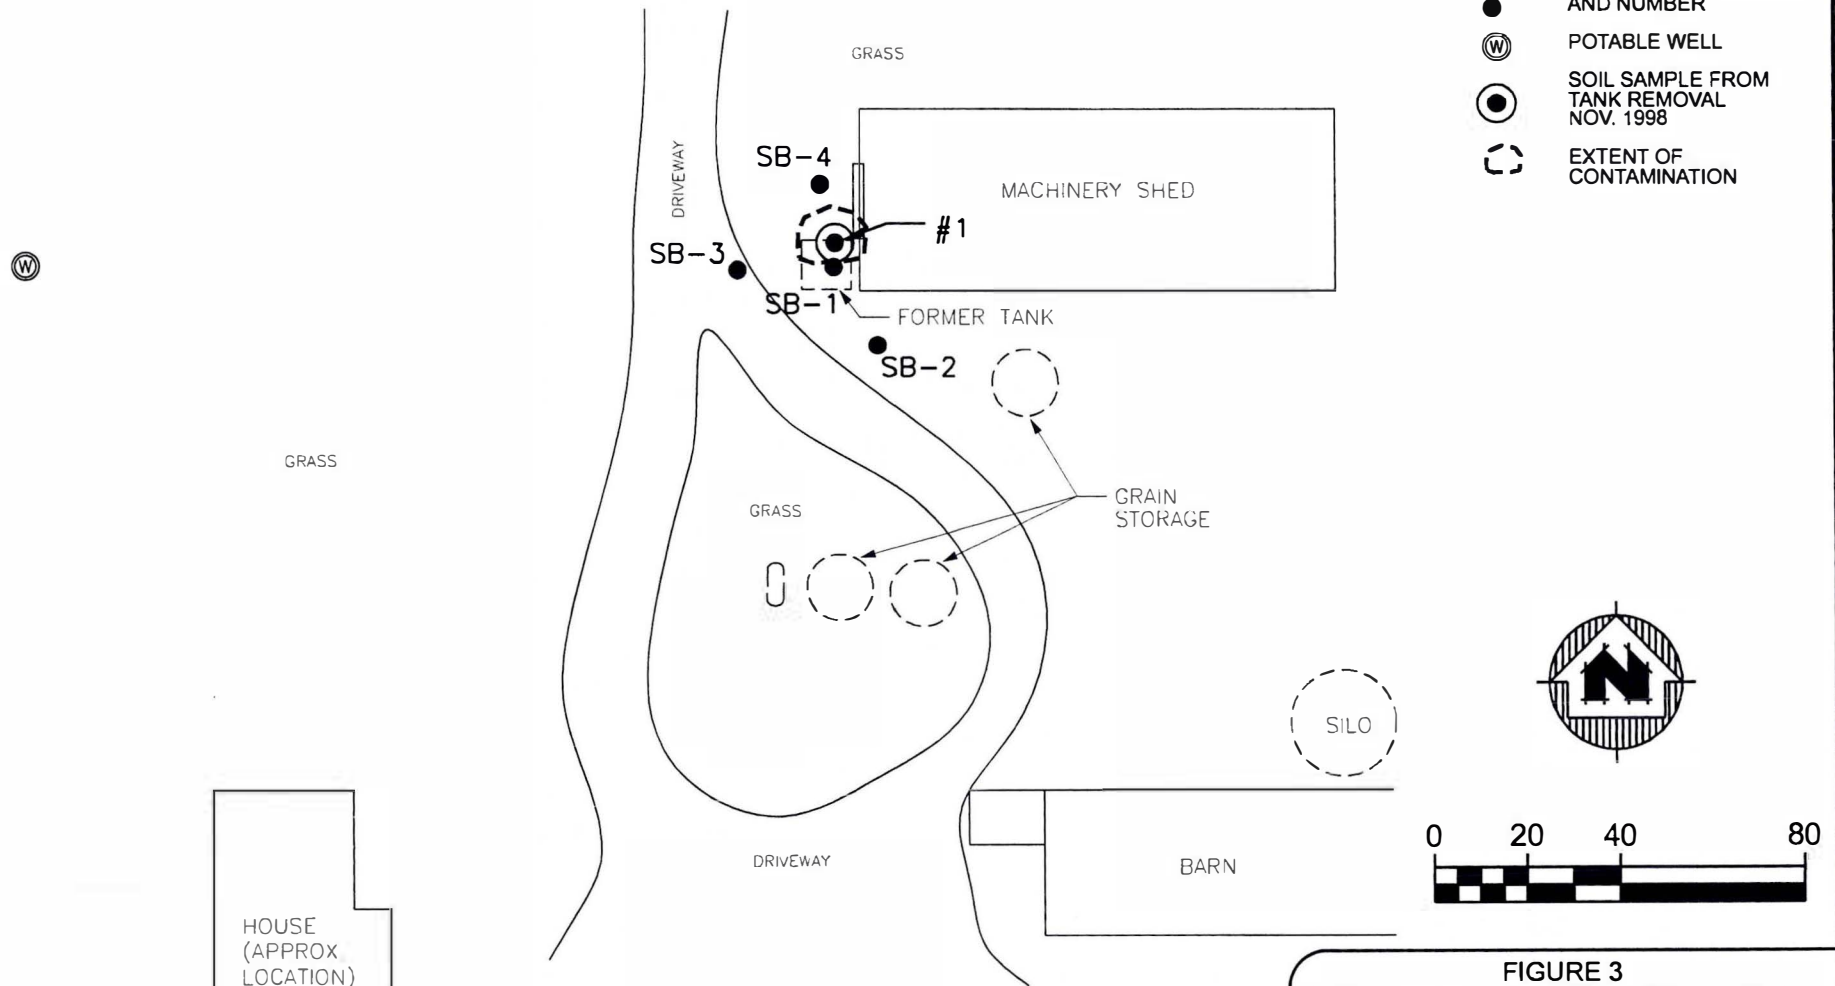 AND NUMBER
W POTABLE WELL
SOIL SAMPLE FROM
TANK REMOVAL
NOV. 1998
EXTENT OF
CONTAMINATION
GRASS
DRIVEWAY
SB-4
MACHINERY SHED
#1
SB-3
W
SB-1
FORMER TANK
SB-2
GRASS
GRASS
GRAIN
STORAGE
N
SILO
0 20 40 80
DRIVEWAY
BARN
HOUSE
(APPROX
LOCATION)
FIGURE 3